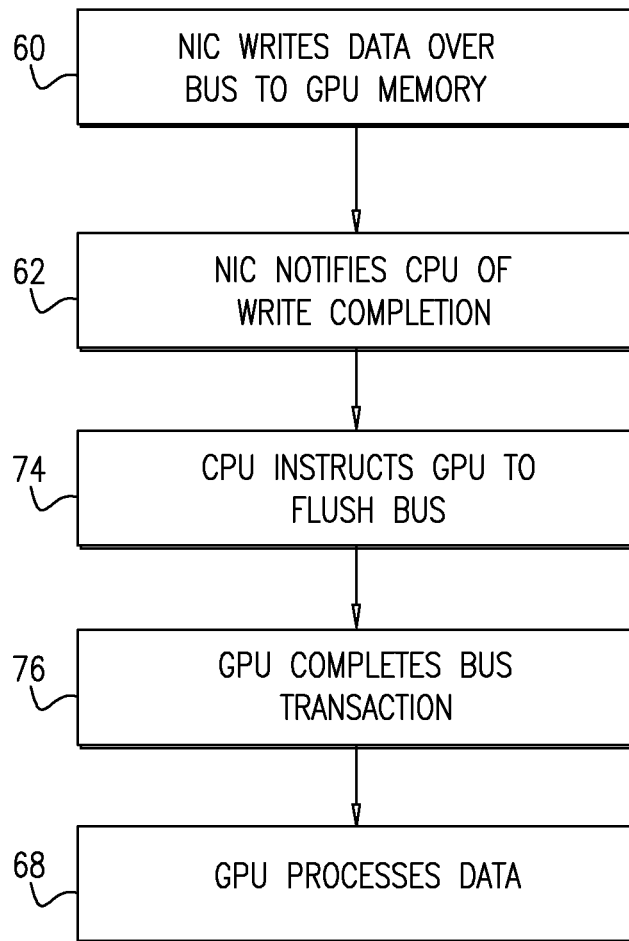 60
NIC WRITES DATA OVER
BUS TO GPU MEMORY
62
NIC NOTIFIES CPU OF
WRITE COMPLETION
74
CPU INSTRUCTS GPU TO
FLUSH BUS
76
GPU COMPLETES BUS
TRANSACTION
68
GPU PROCESSES DATA